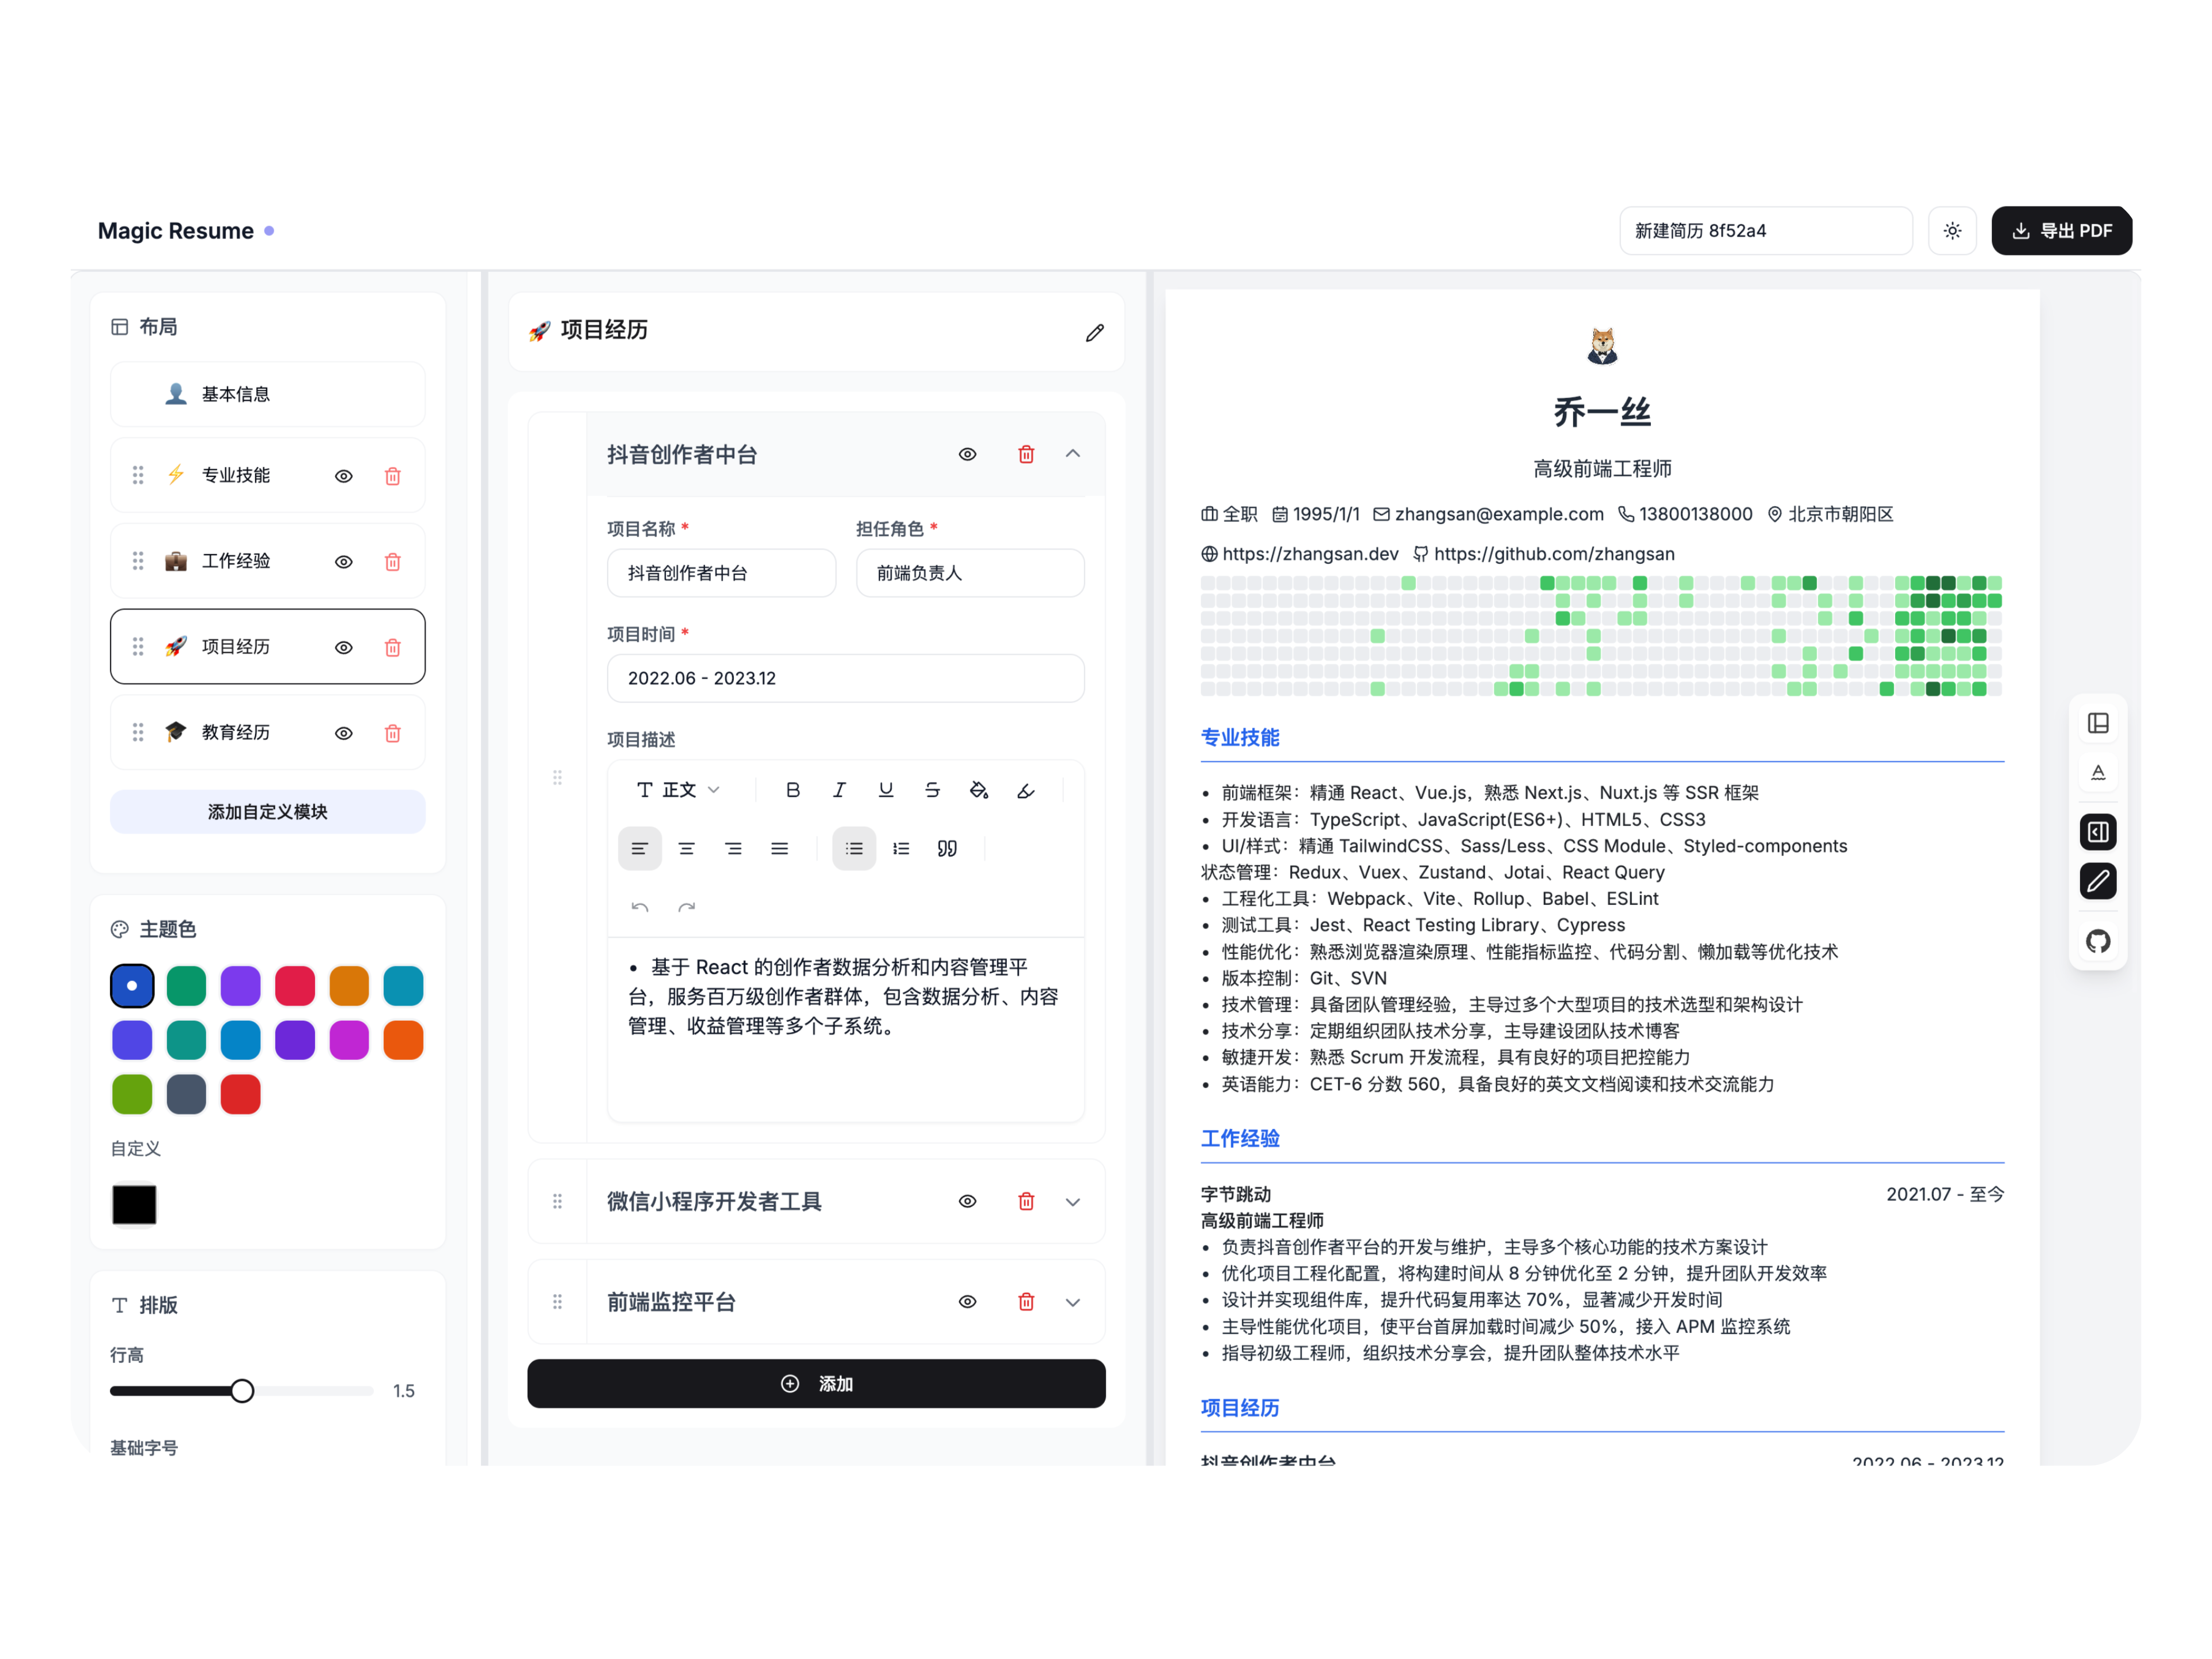 Magic Resume
新建简历 8f52a4
导出 PDF
布局
基本信息
专业技能
工作经验
项目经历
教育经历
添加自定义模块
主题色
自定义
排版
行高
1.5
基础字号
项目经历
抖音创作者中台
项目名称 *
担任角色 *
抖音创作者中台
前端负责人
项目时间 *
2022.06 - 2023.12
项目描述
正文
• 基于 React 的创作者数据分析和内容管理平
台，服务百万级创作者群体，包含数据分析、内容
管理、收益管理等多个子系统。
微信小程序开发者工具
前端监控平台
添加
乔一丝
高级前端工程师
全职 1995/1/1 zhangsan@example.com 13800138000 北京市朝阳区
https://zhangsan.dev https://github.com/zhangsan
专业技能
• 前端框架：精通 React、Vue.js，熟悉 Next.js、Nuxt.js 等 SSR 框架
• 开发语言：TypeScript、JavaScript(ES6+)、HTML5、CSS3
• UI/样式：精通 TailwindCSS、Sass/Less、CSS Module、Styled-components
状态管理：Redux、Vuex、Zustand、Jotai、React Query
• 工程化工具：Webpack、Vite、Rollup、Babel、ESLint
• 测试工具：Jest、React Testing Library、Cypress
• 性能优化：熟悉浏览器渲染原理、性能指标监控、代码分割、懒加载等优化技术
• 版本控制：Git、SVN
• 技术管理：具备团队管理经验，主导过多个大型项目的技术选型和架构设计
• 技术分享：定期组织团队技术分享，主导建设团队技术博客
• 敏捷开发：熟悉 Scrum 开发流程，具有良好的项目把控能力
• 英语能力：CET-6 分数 560，具备良好的英文文档阅读和技术交流能力
工作经验
字节跳动 2021.07 - 至今
高级前端工程师
• 负责抖音创作者平台的开发与维护，主导多个核心功能的技术方案设计
• 优化项目工程化配置，将构建时间从 8 分钟优化至 2 分钟，提升团队开发效率
• 设计并实现组件库，提升代码复用率达 70%，显著减少开发时间
• 主导性能优化项目，使平台首屏加载时间减少 50%，接入 APM 监控系统
• 指导初级工程师，组织技术分享会，提升团队整体技术水平
项目经历
抖音创作者中台 2022.06 - 2023.12